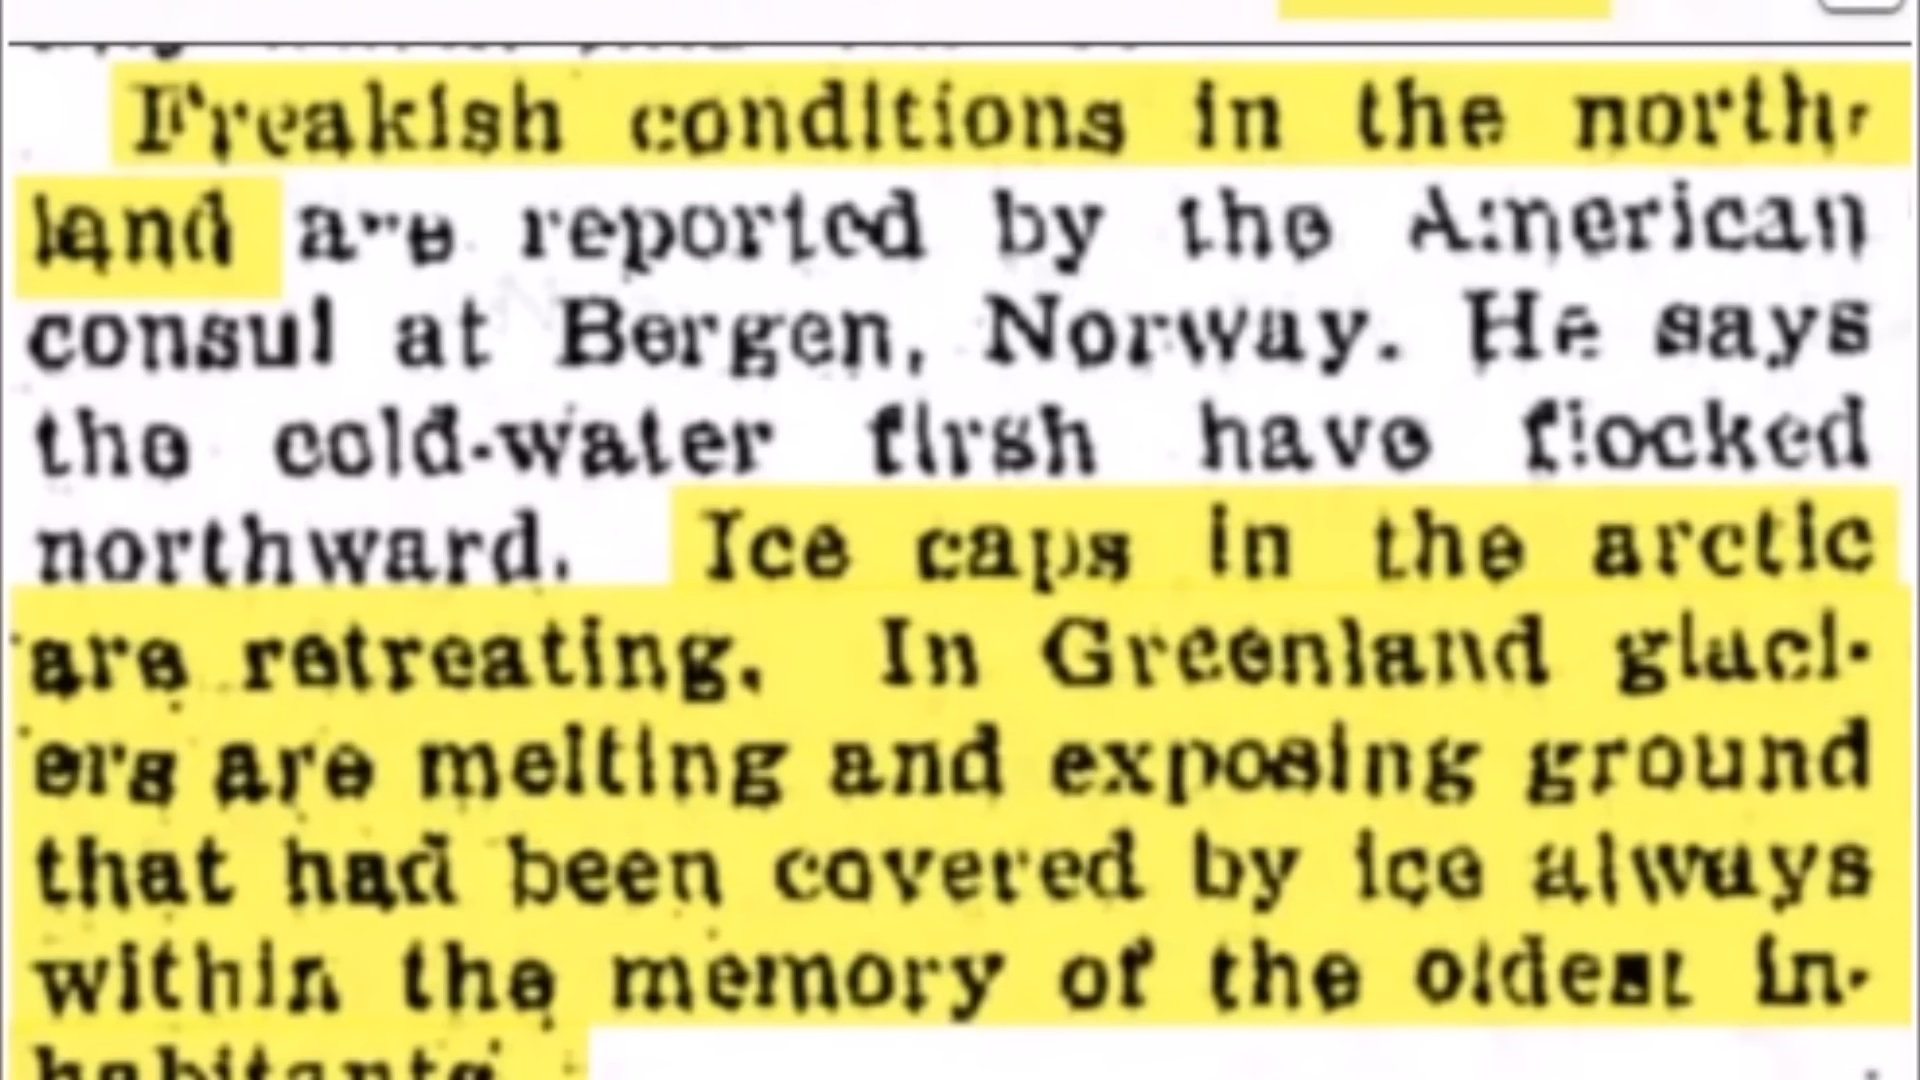 Freakish conditions in the north-
land are reported by the American
consul at Bergen, Norway. He says
the cold-water firsh have flocked
northward. Ice caps in the arctic
are retreating. In Greenland glaci-
ers are melting and exposing ground
that had been covered by ice always
within the memory of the oldest in-
habitants